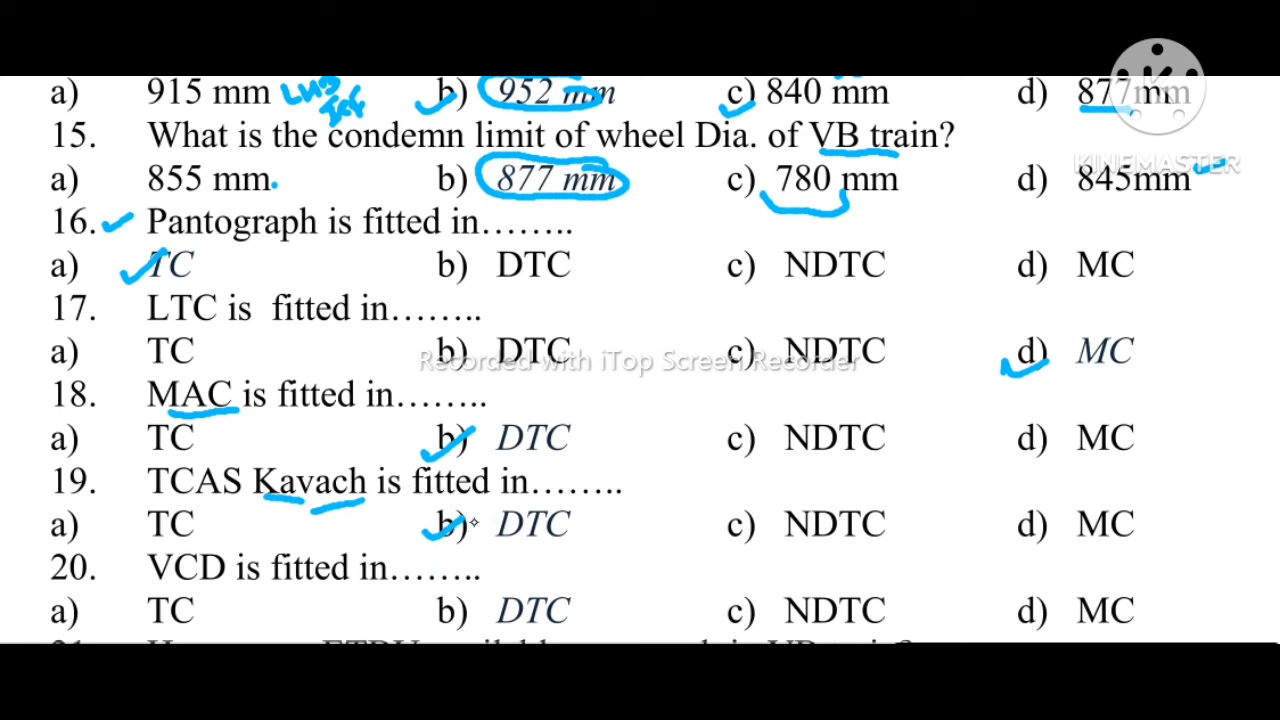 a) 915 mm LHB b) 952 mm c) 840 mm d) 877mm
15. What is the condemn limit of wheel Dia. of VB train?
a) 855 mm. b) 877 mm c) 780 mm d) 845mm
KINEMASTER
16. Pantograph is fitted in……..
a) TC b) DTC c) NDTC d) MC
17. LTC is fitted in……..
a) TC b) DTC c) NDTC d) MC
Recorded with iTop Screen Recorder
18. MAC is fitted in……..
a) TC b) DTC c) NDTC d) MC
19. TCAS Kavach is fitted in……..
a) TC b) DTC c) NDTC d) MC
20. VCD is fitted in……..
a) TC b) DTC c) NDTC d) MC